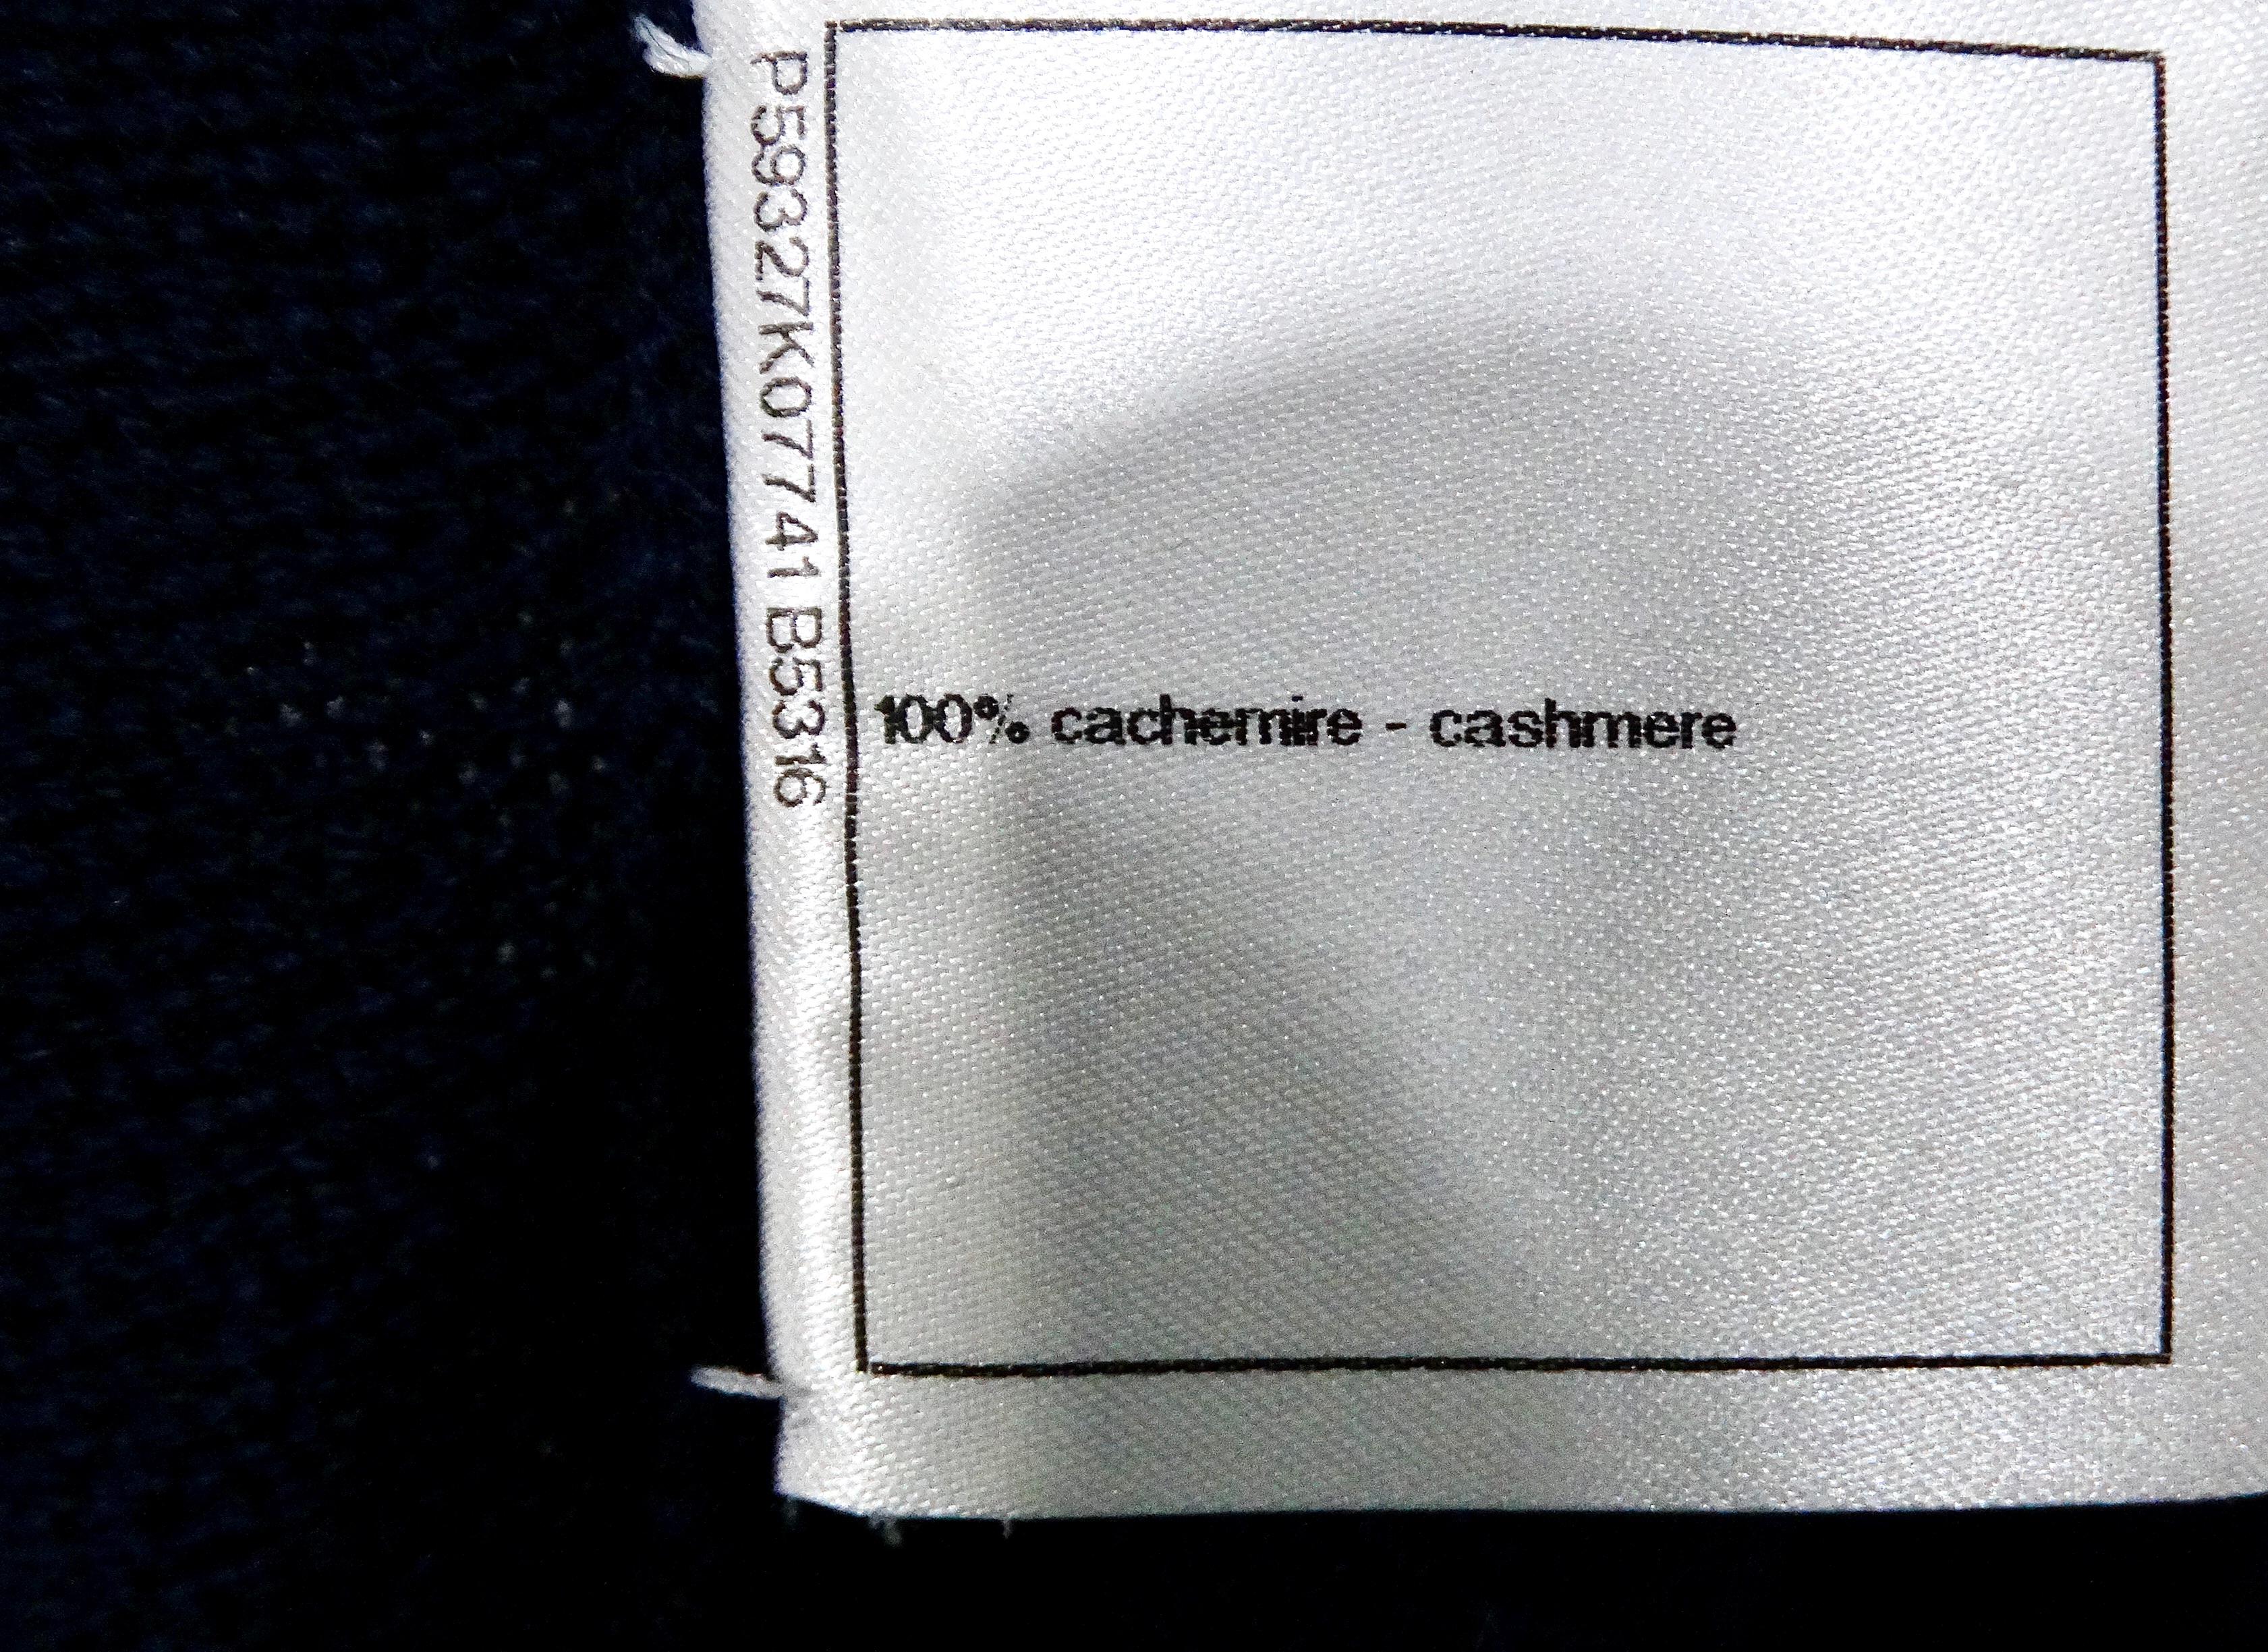 P59327K07741 B5316
100% cachemire - cashmere